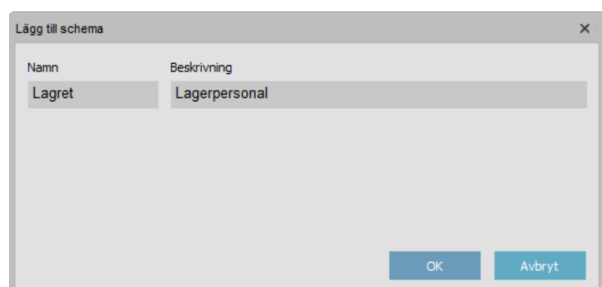 Lägg till schema
Namn Beskrivning
Lagret Lagerpersonal
OK Avbryt